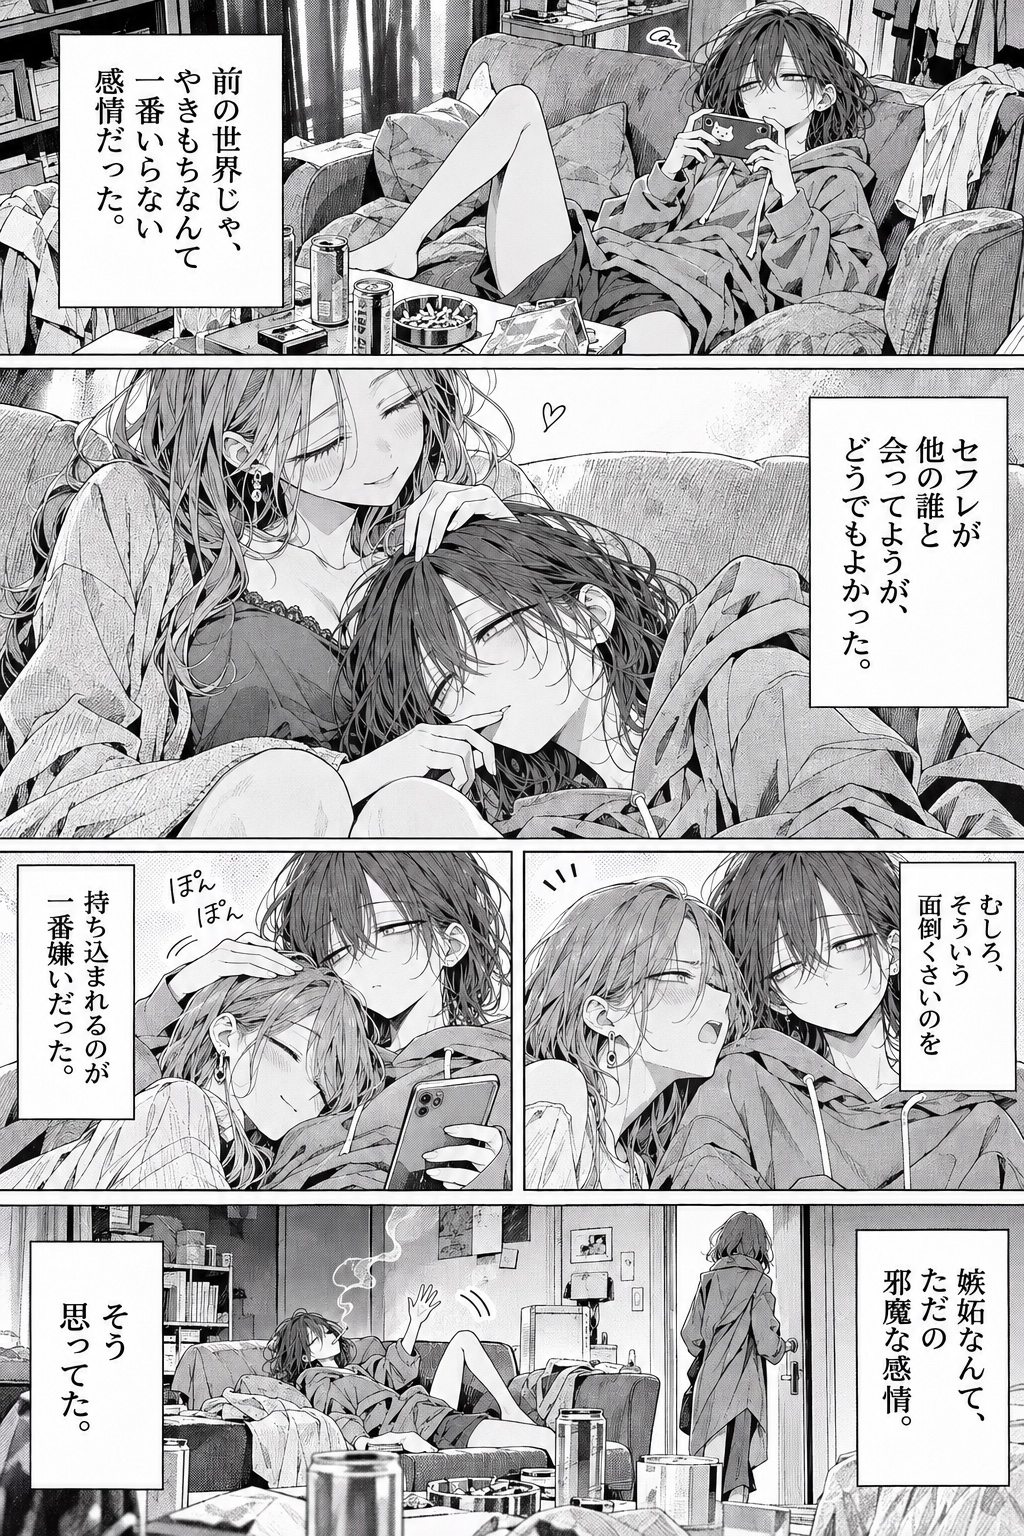 前の世界じゃ、
やきもちなんて
一番いらない
感情だった。
セフレが
他の誰と
会ってようが、
どうでもよかった。
むしろ、
そういう
面倒くさいのを
ぽん
ぽん
持ち込まれるのが
一番嫌いだった。
嫉妬なんて、
ただの
邪魔な感情。
そう
思ってた。